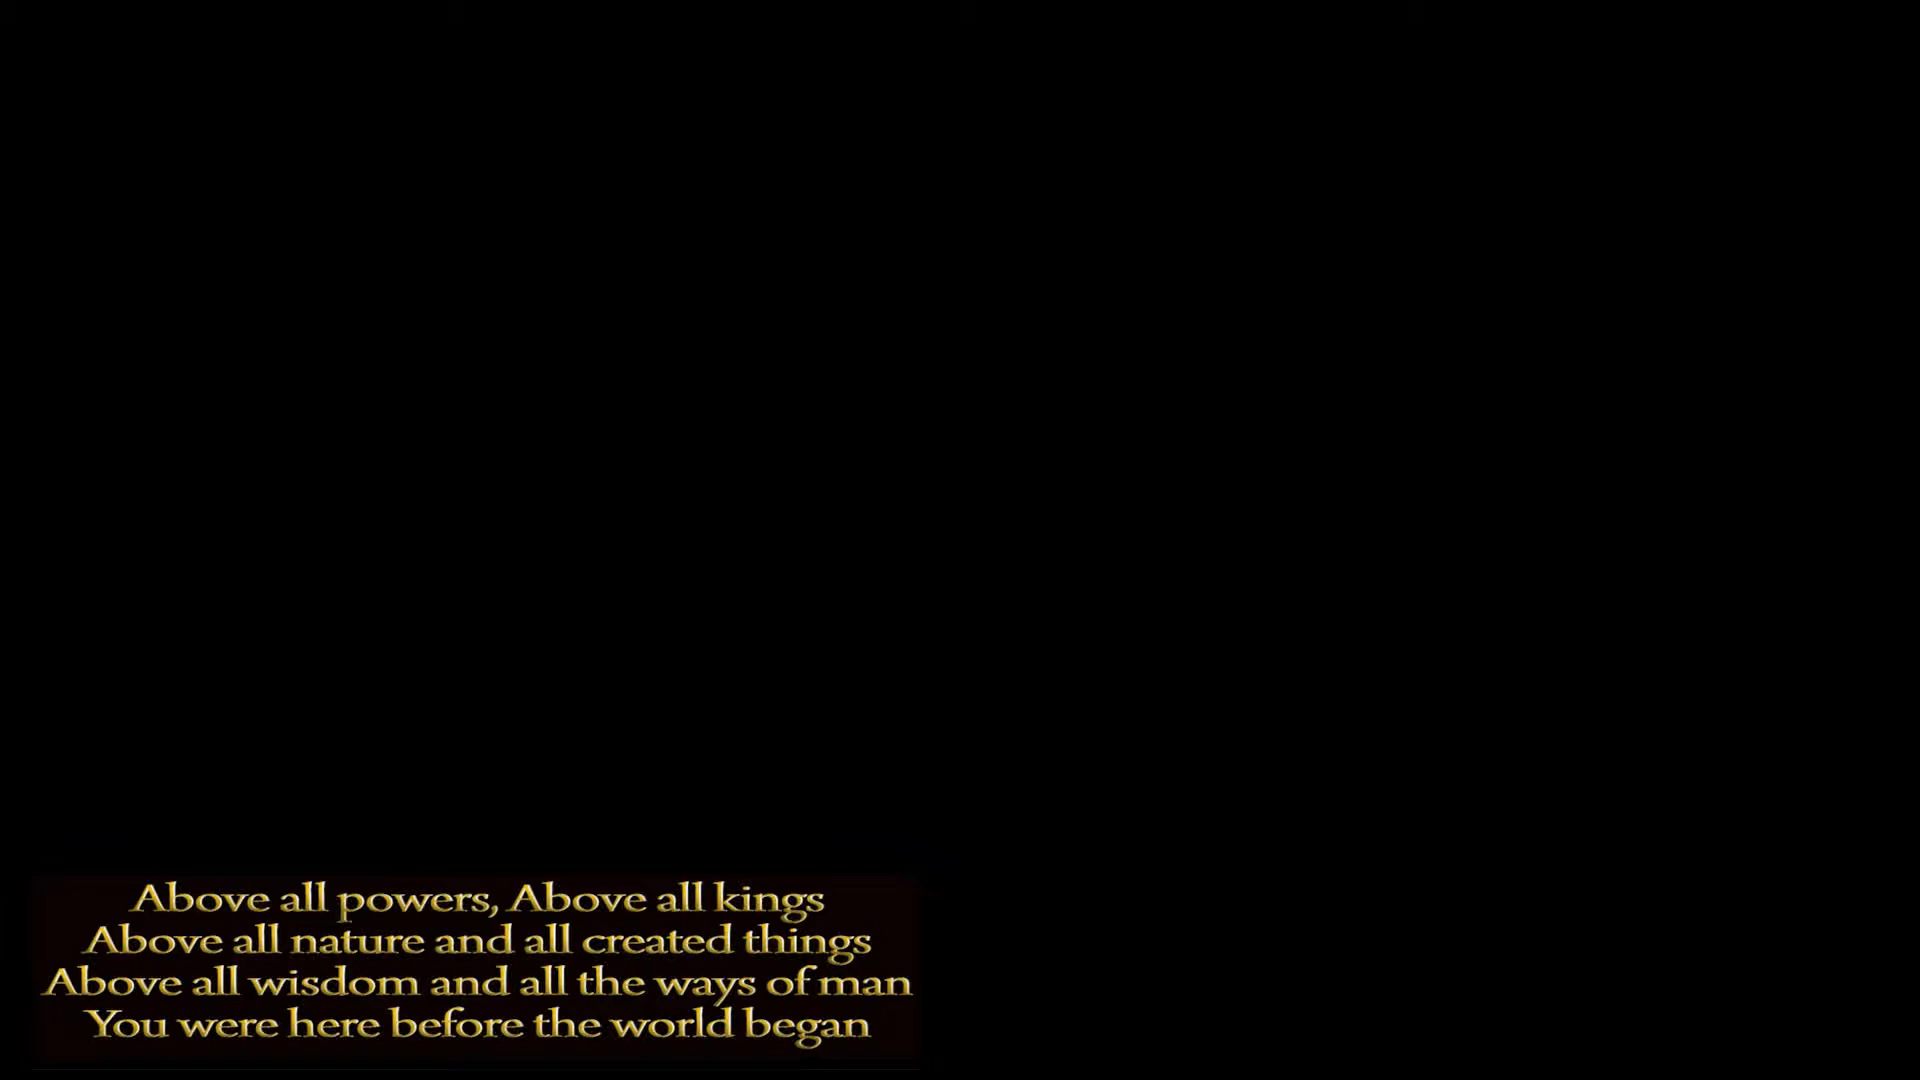 Above all powers, Above all kings
Above all nature and all created things
Above all wisdom and all the ways of man
You were here before the world began